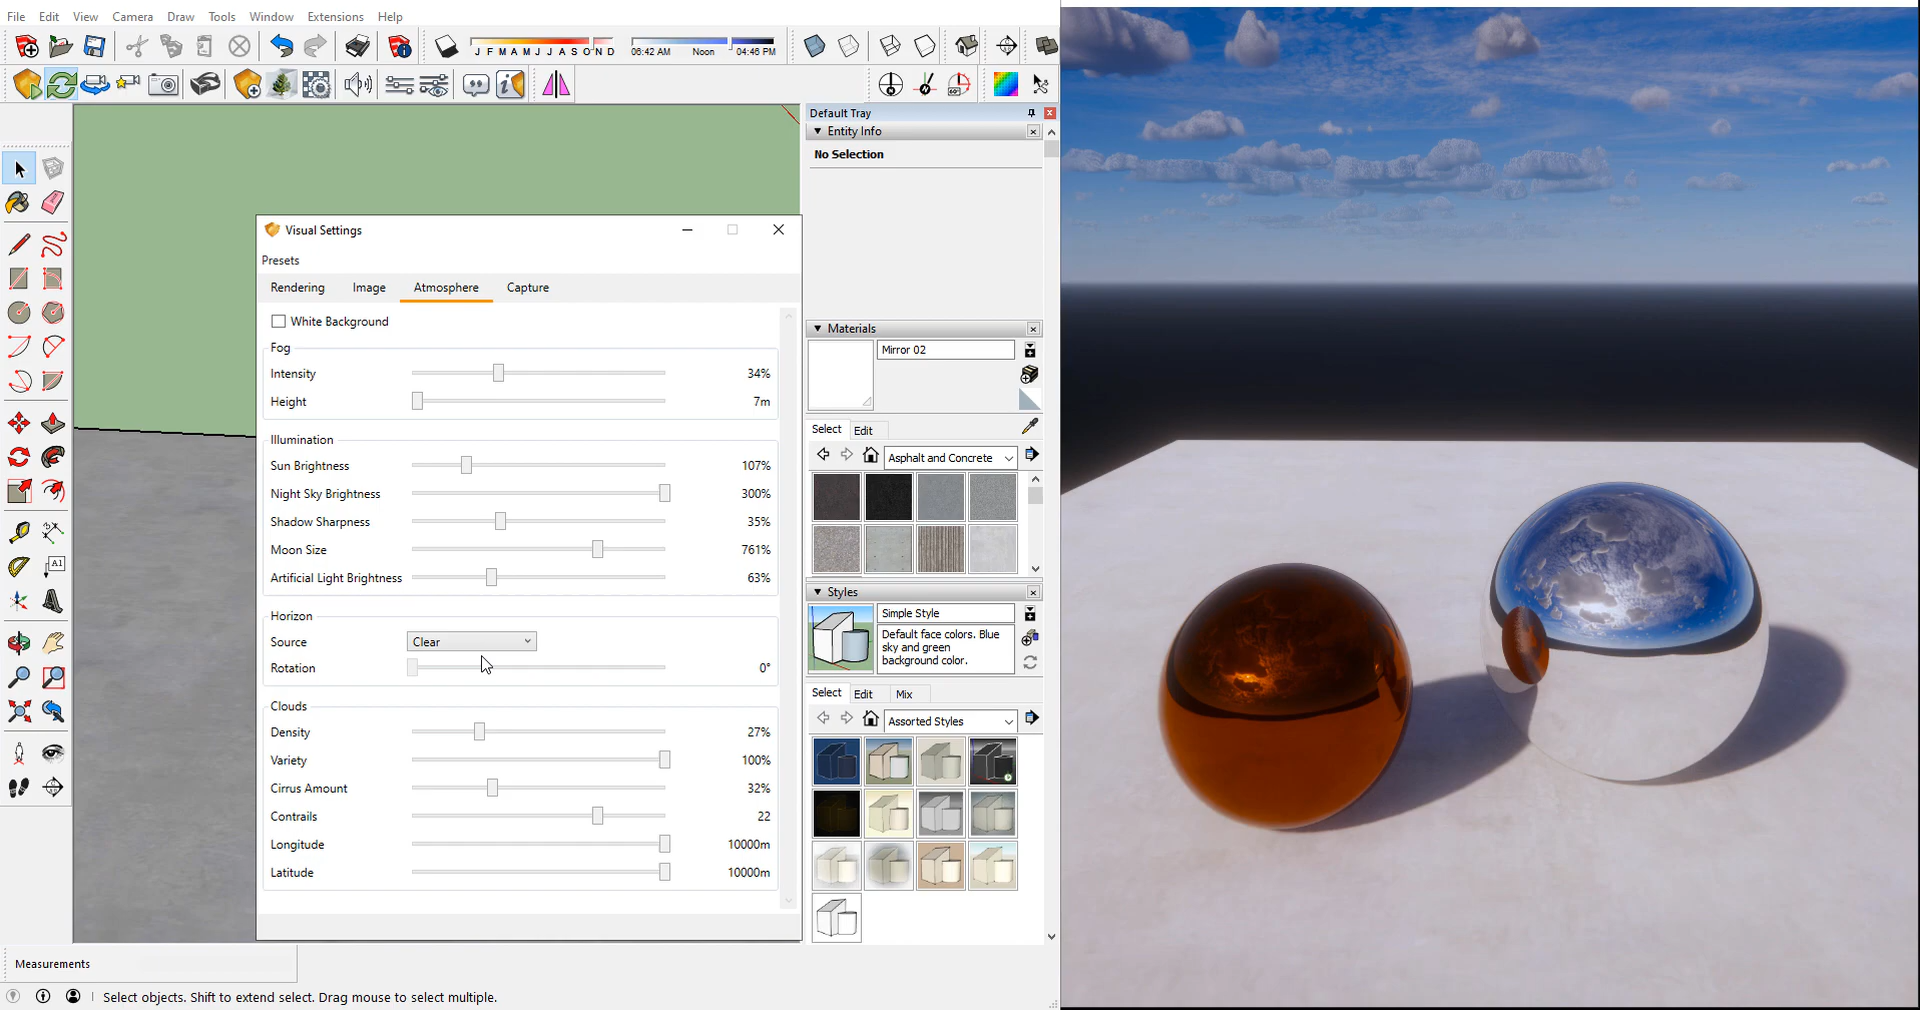 File Edit View Camera Draw Tools Window Extensions Help
J F M A M J J A S O N D
06:42 AM Noon 04:46 PM
Default Tray
Entity Info
No Selection
Visual Settings
Presets
Rendering Image Atmosphere Capture
White Background
Fog
Intensity 34%
Height 7m
Illumination
Sun Brightness 107%
Night Sky Brightness 300%
Shadow Sharpness 35%
Moon Size 761%
Artificial Light Brightness 63%
Horizon
Source Clear
Rotation 0°
Clouds
Density 27%
Variety 100%
Cirrus Amount 32%
Contrails 22
Longitude 10000m
Latitude 10000m
Materials
Mirror 02
Select Edit
Asphalt and Concrete
Styles
Simple Style
Default face colors. Blue
sky and green
background color.
Select Edit Mix
Assorted Styles
A1
Measurements
Select objects. Shift to extend select. Drag mouse to select multiple.